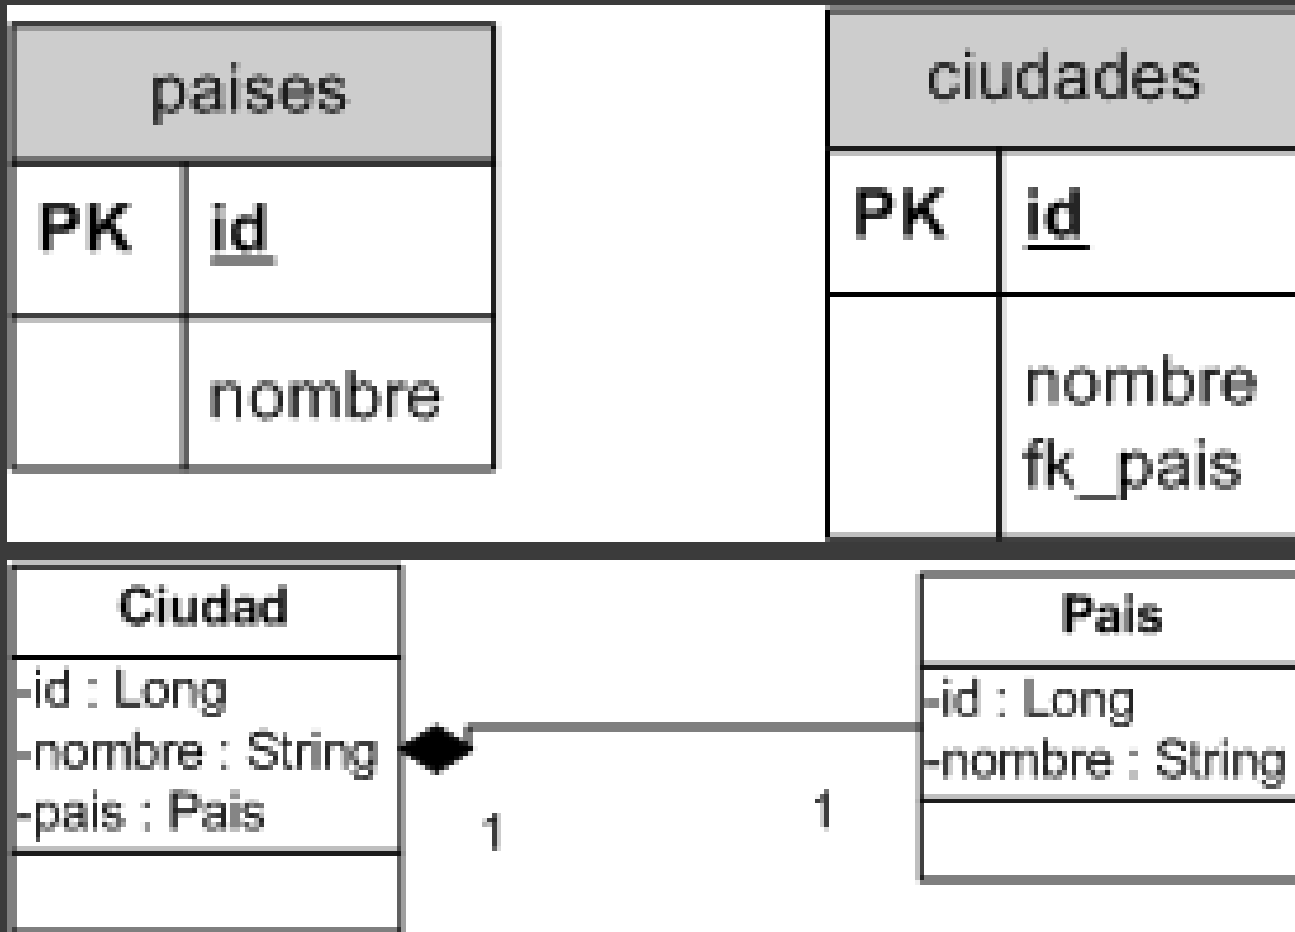 paises
PK id
nombre
ciudades
PK id
nombre
fk_pais
Ciudad
-id : Long
-nombre : String
-pais : Pais
1
1
Pais
-id : Long
-nombre : String